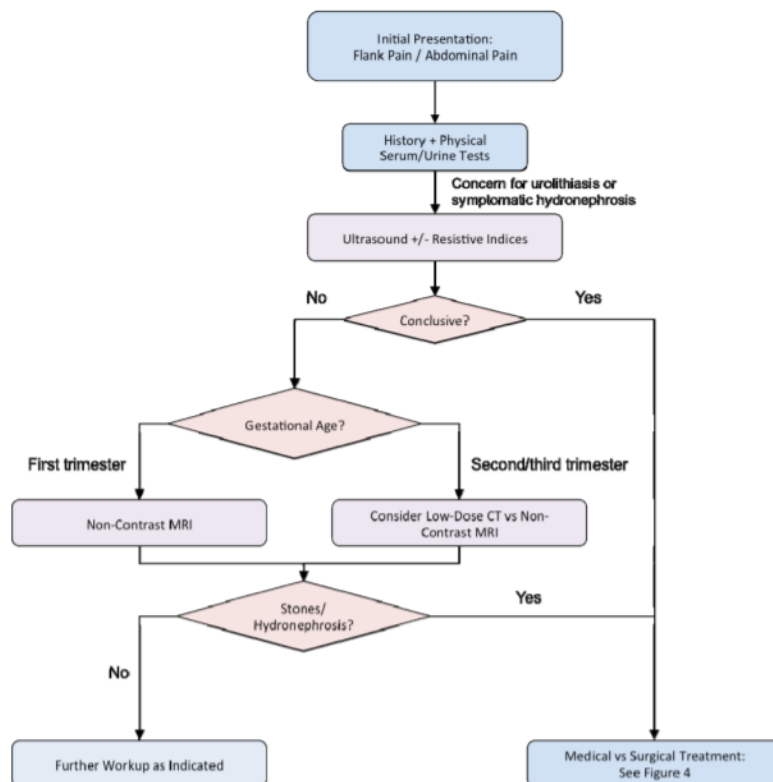 Initial Presentation:
Flank Pain / Abdominal Pain
History + Physical
Serum/Urine Tests
Concern for urolithiasis or
symptomatic hydronephrosis
Ultrasound +/- Resistive Indices
No
Yes
Conclusive?
Gestational Age?
First trimester
Second/third trimester
Non-Contrast MRI
Consider Low-Dose CT vs Non-
Contrast MRI
Stones/
Hydronephrosis?
Yes
No
Further Workup as Indicated
Medical vs Surgical Treatment:
See Figure 4